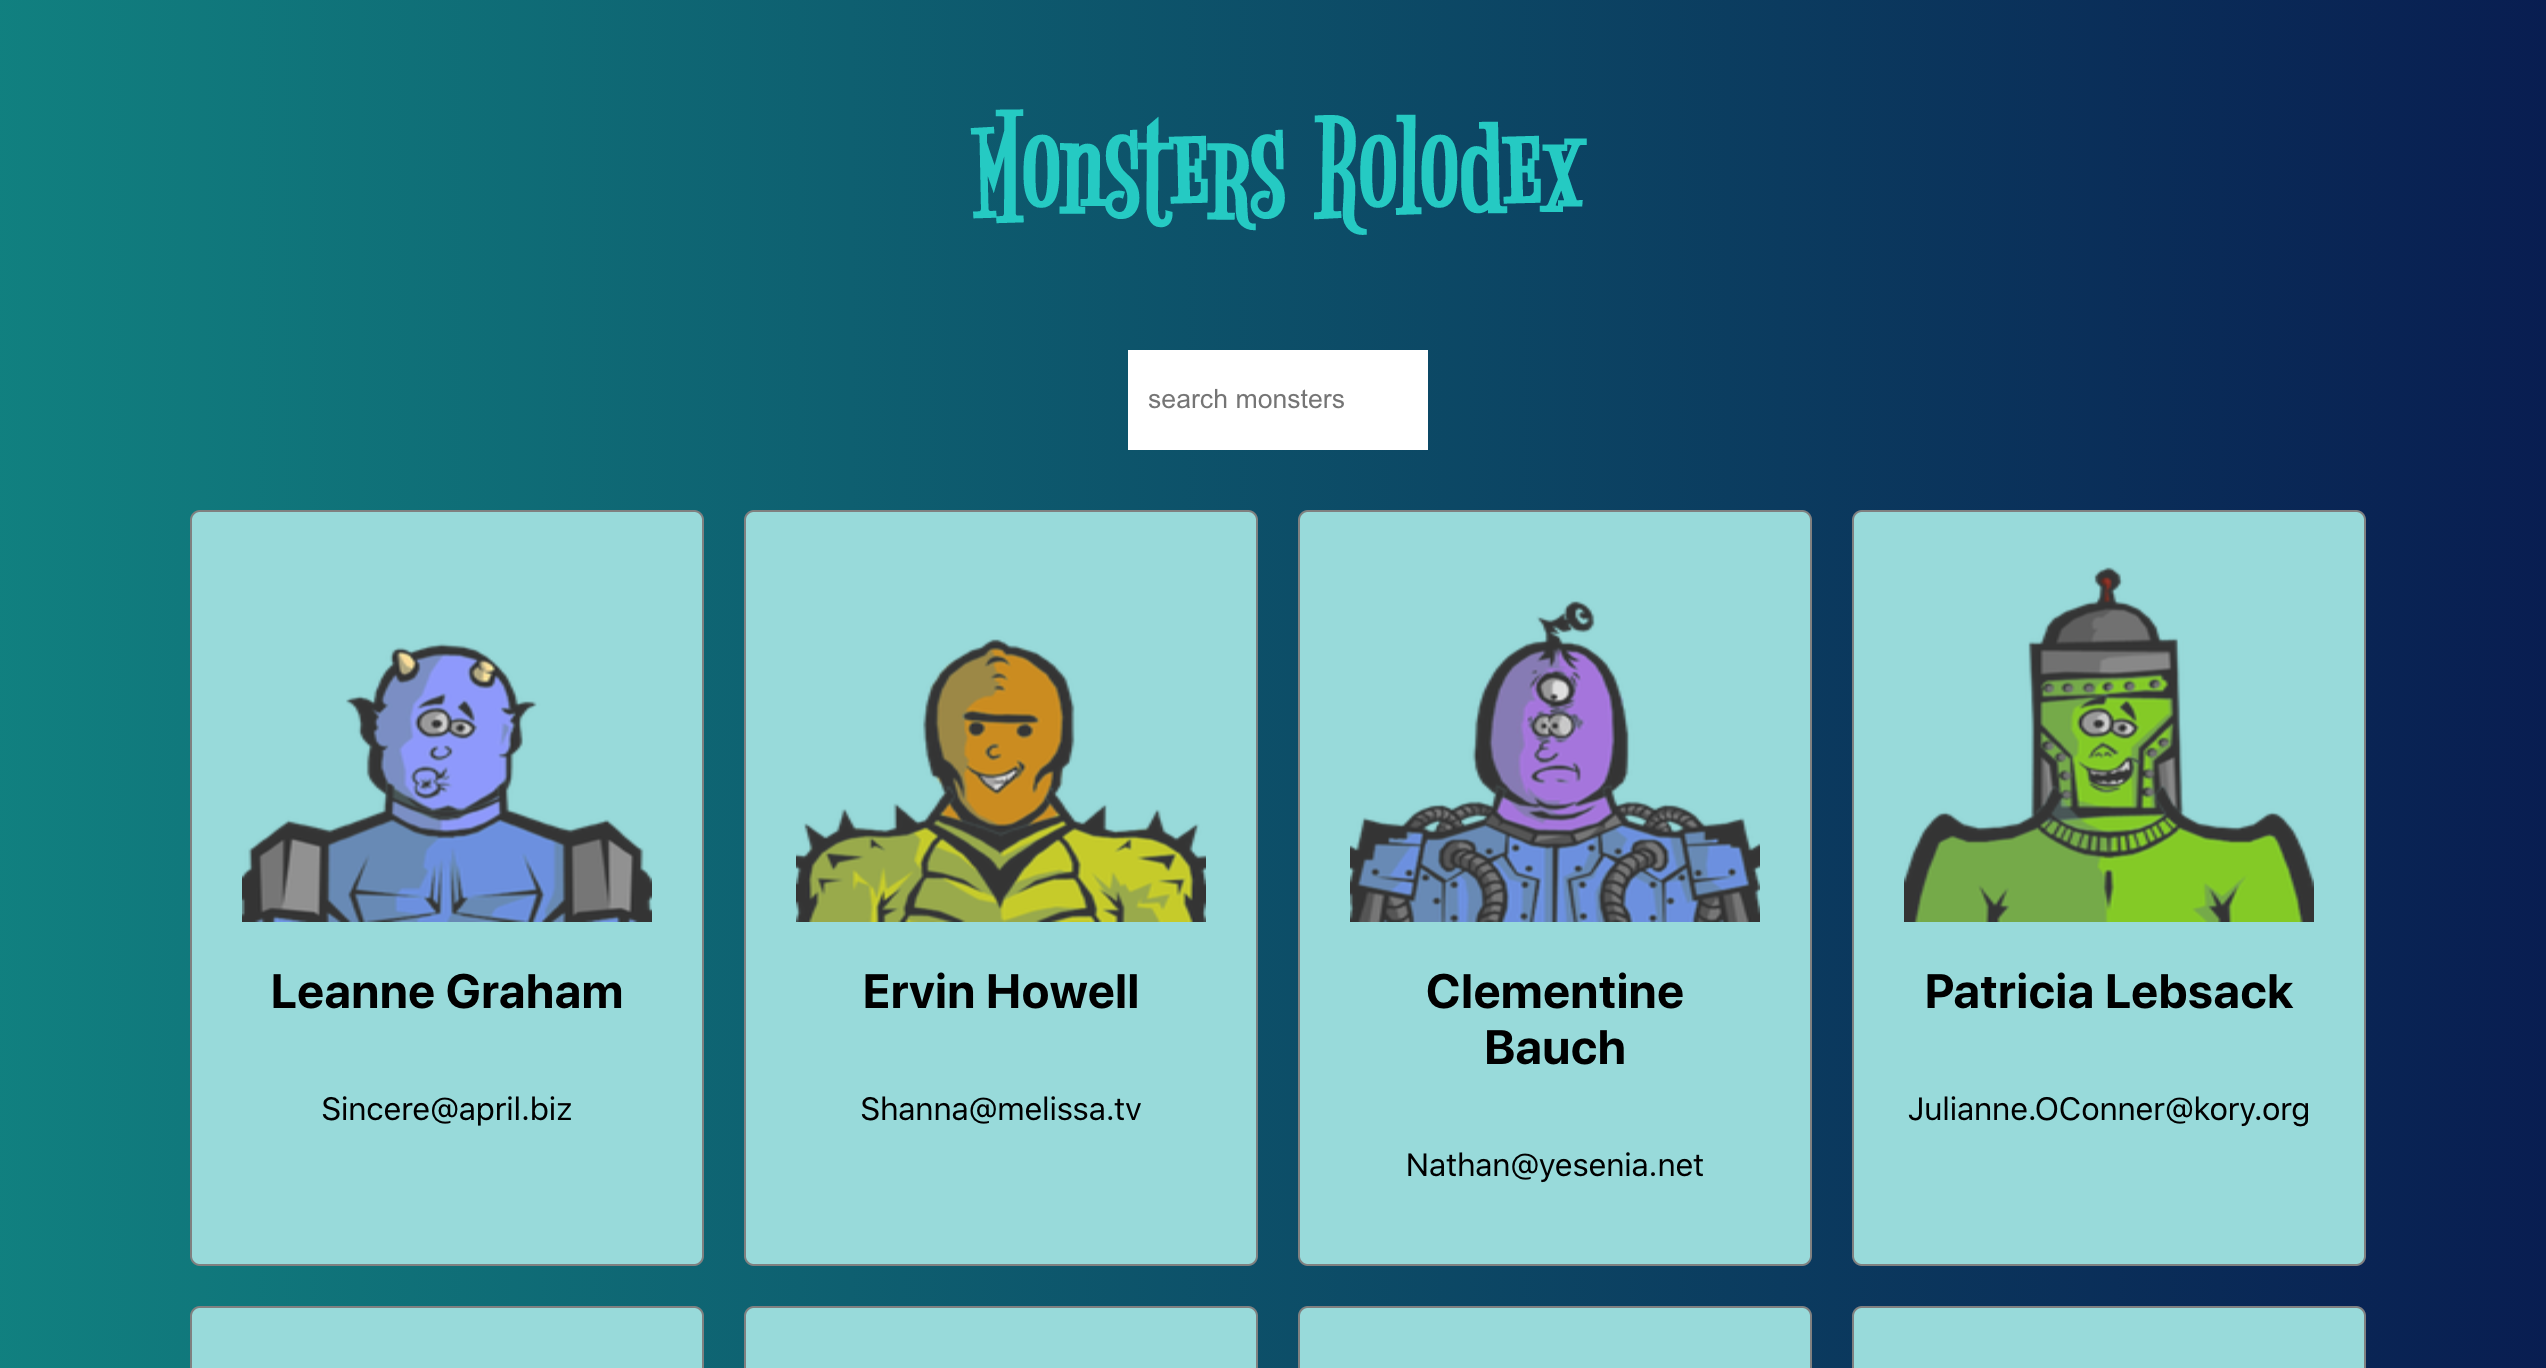 Monsters Rolodex
search monsters
Leanne Graham
Sincere@april.biz
Ervin Howell
Shanna@melissa.tv
Clementine
Bauch
Nathan@yesenia.net
Patricia Lebsack
Julianne.OConner@kory.org